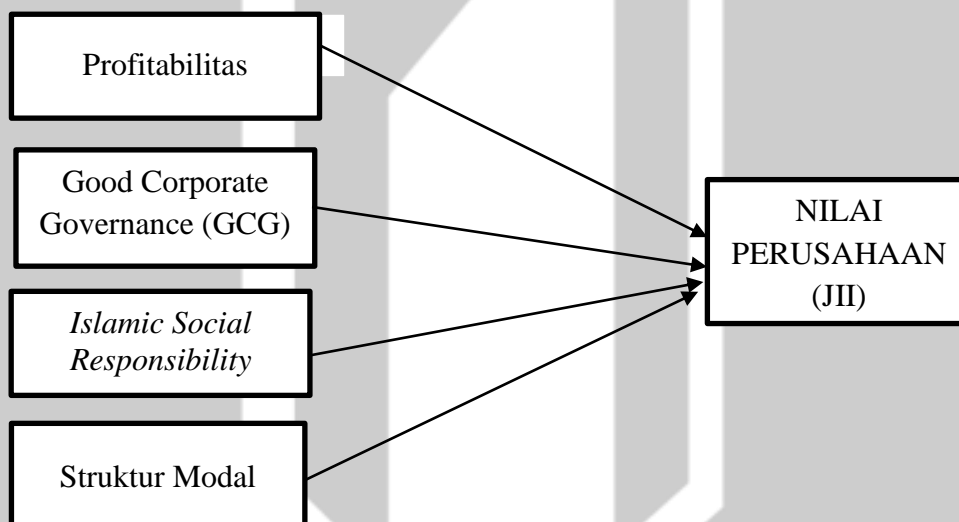 Profitabilitas
Good Corporate
Governance (GCG)
Islamic Social
Responsibility
Struktur Modal
NILAI
PERUSAHAAN
(JII)